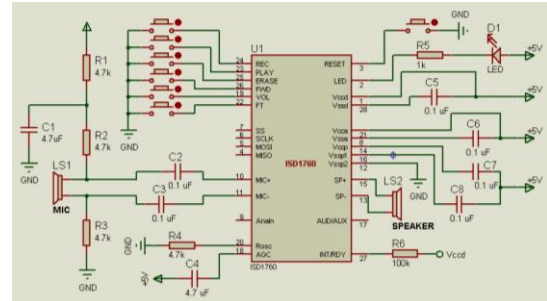 U1
R1
4.7k
C1
4.7uF
R2
4.7k
LS1
MIC
R3
4.7k
GND
GND
C2
0.1 uF
C3
0.1 uF
R4
4.7k
GND
+5V
C4
4.7 uF
24
23
25
26
19
22
7
6
5
4
10
11
9
20
18
REC
PLAY
ERASE
FWD
VOL
FT
SS
SCLK
MOSI
MISO
MIC+
MIC-
AnaIn
Rosc
AGC
ISD1760
ISD1760
RESET
LED
Vccd
Vssd
Vcca
Vssa
Vccp
Vssp1
Vssp2
SP+
SP-
AUD/AUX
INT/RDY
3
2
1
28
21
8
14
16
12
15
13
17
27
GND
R5
1k
D1
LED
+5V
C5
0.1 uF
+5V
C6
0.1 uF
+5V
C7
0.1 uF
+5V
C8
0.1 uF
GND
LS2
SPEAKER
R6
100k
Vccd